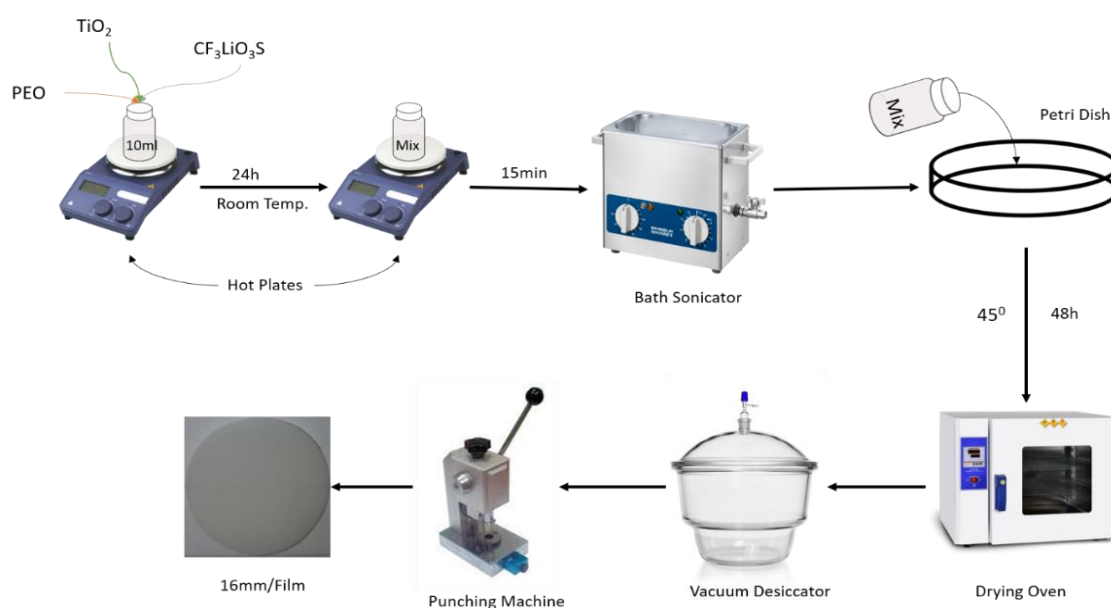 TiO₂
CF₃LiO₃S
PEO
10ml
24h
Room Temp.
Mix
15min
Mix
Petri Dish
Hot Plates
Bath Sonicator
45⁰
48h
16mm/Film
Punching Machine
Vacuum Desiccator
Drying Oven